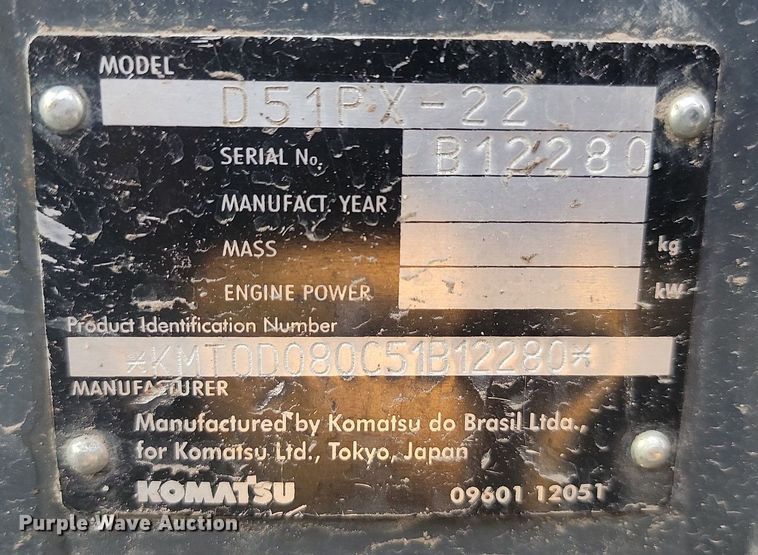 MODEL
D51PX-22
SERIAL No. B12280
MANUFACT. YEAR
MASS kg
ENGINE POWER kW
Product Identification Number
*KMT0D080C51B12280*
MANUFACTURER
Manufactured by Komatsu do Brasil Ltda.,
for Komatsu Ltd., Tokyo, Japan
KOMATSU 09601 12051
Purple Wave Auction